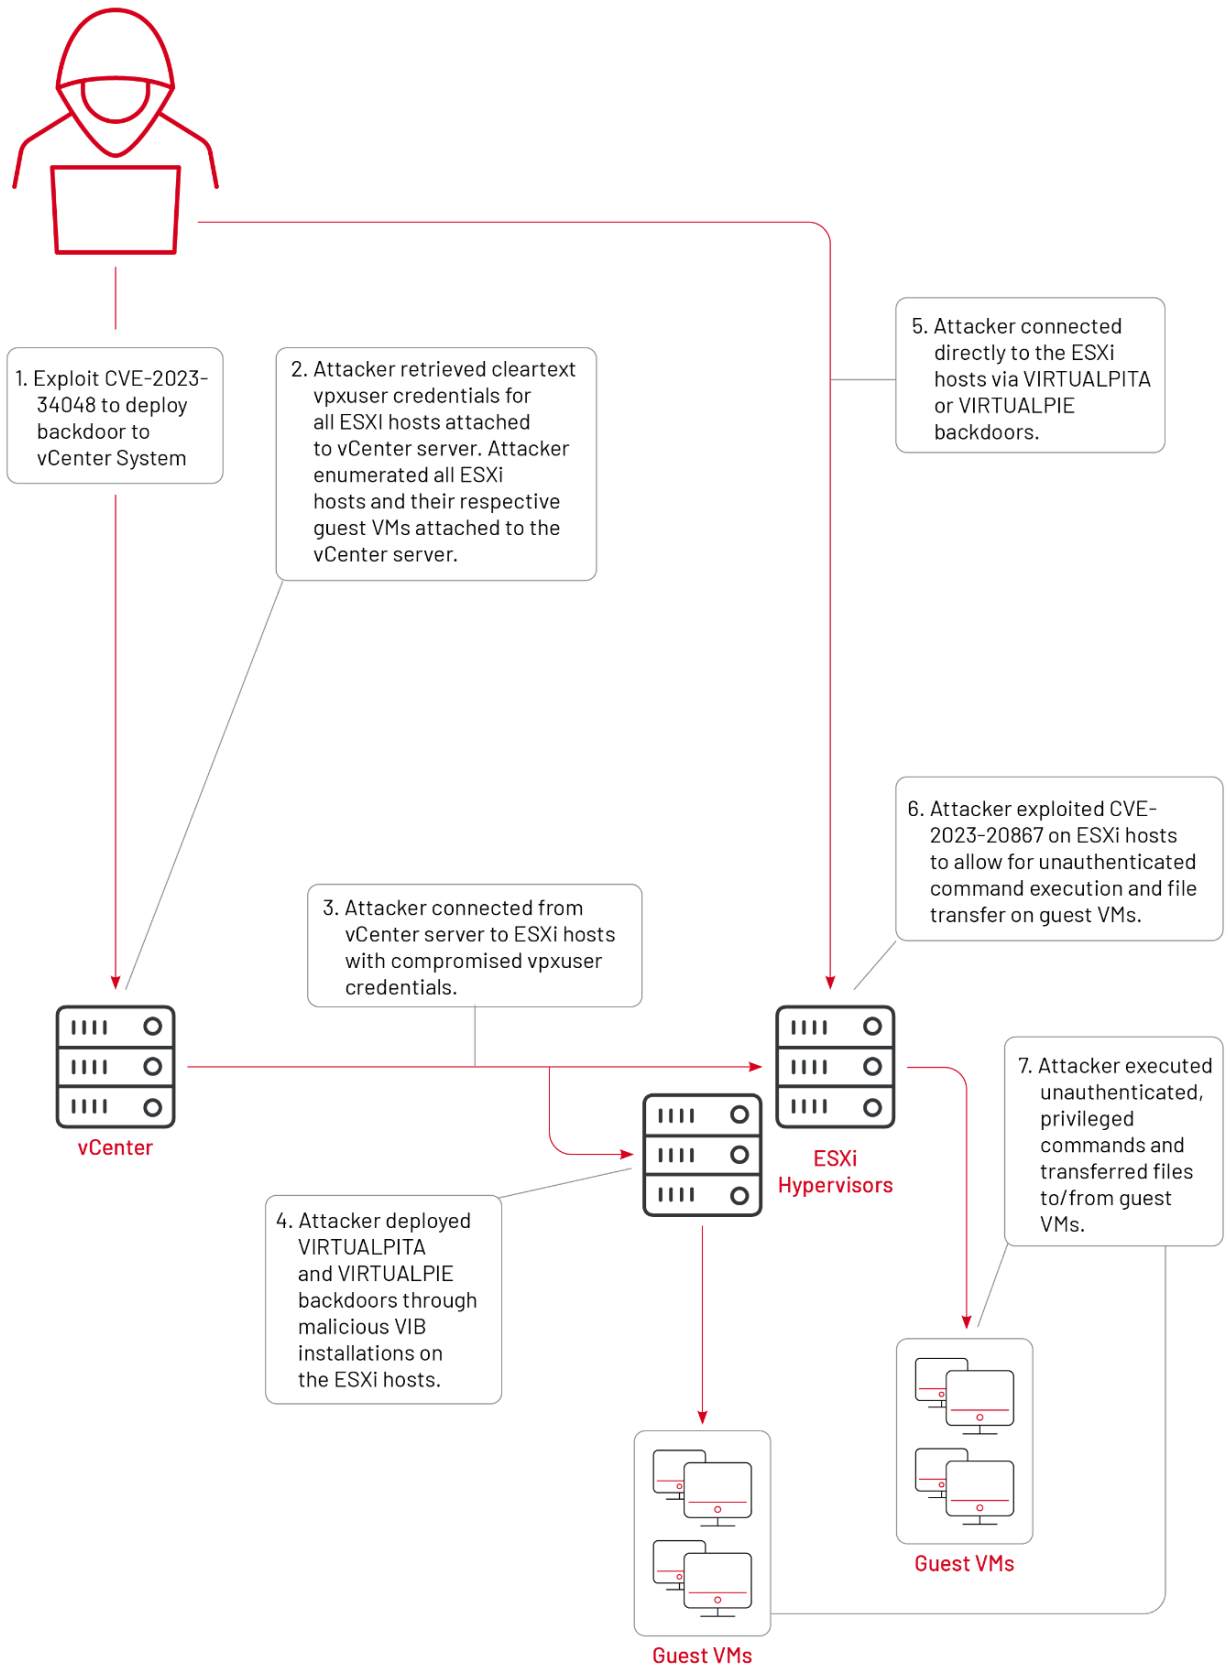 1. Exploit CVE-2023-
34048 to deploy
backdoor to
vCenter System
2. Attacker retrieved cleartext
vpxuser credentials for
all ESXI hosts attached
to vCenter server. Attacker
enumerated all ESXi
hosts and their respective
guest VMs attached to the
vCenter server.
5. Attacker connected
directly to the ESXi
hosts via VIRTUALPITA
or VIRTUALPIE
backdoors.
6. Attacker exploited CVE-
2023-20867 on ESXi hosts
to allow for unauthenticated
command execution and file
transfer on guest VMs.
3. Attacker connected from
vCenter server to ESXi hosts
with compromised vpxuser
credentials.
7. Attacker executed
unauthenticated,
privileged
commands and
transferred files
to/from guest
VMs.
vCenter
ESXi
Hypervisors
4. Attacker deployed
VIRTUALPITA
and VIRTUALPIE
backdoors through
malicious VIB
installations on
the ESXi hosts.
Guest VMs
Guest VMs